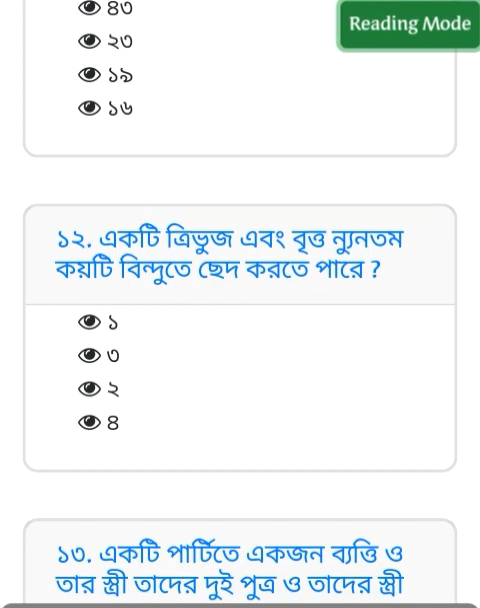 ৪৩
Reading Mode
২৩
১৯
১৬
১২. একটি ত্রিভুজ এবং বৃত্ত ন্যুনতম
কয়টি বিন্দুতে ছেদ করতে পারে ?
১
৩
২
৪
১৩. একটি পার্টিতে একজন ব্যত্তি ও
তার স্ত্রী তাদের দুই পুত্র ও তাদের স্ত্রী